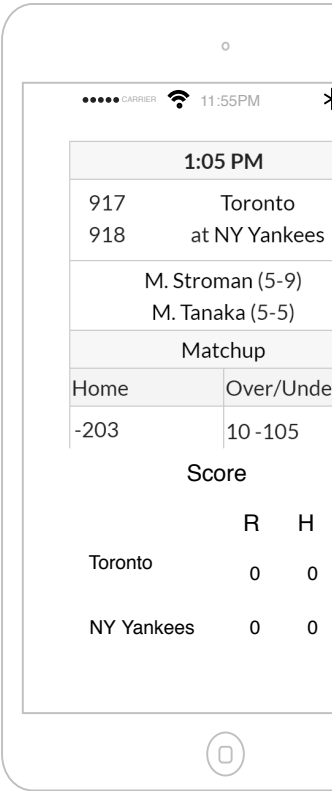 CARRIER 11:55PM
1:05 PM
917 Toronto
918 at NY Yankees
M. Stroman (5-9)
M. Tanaka (5-5)
Matchup
Home Over/Unde
-203 10 -105
Score
R H
Toronto 0 0
NY Yankees 0 0